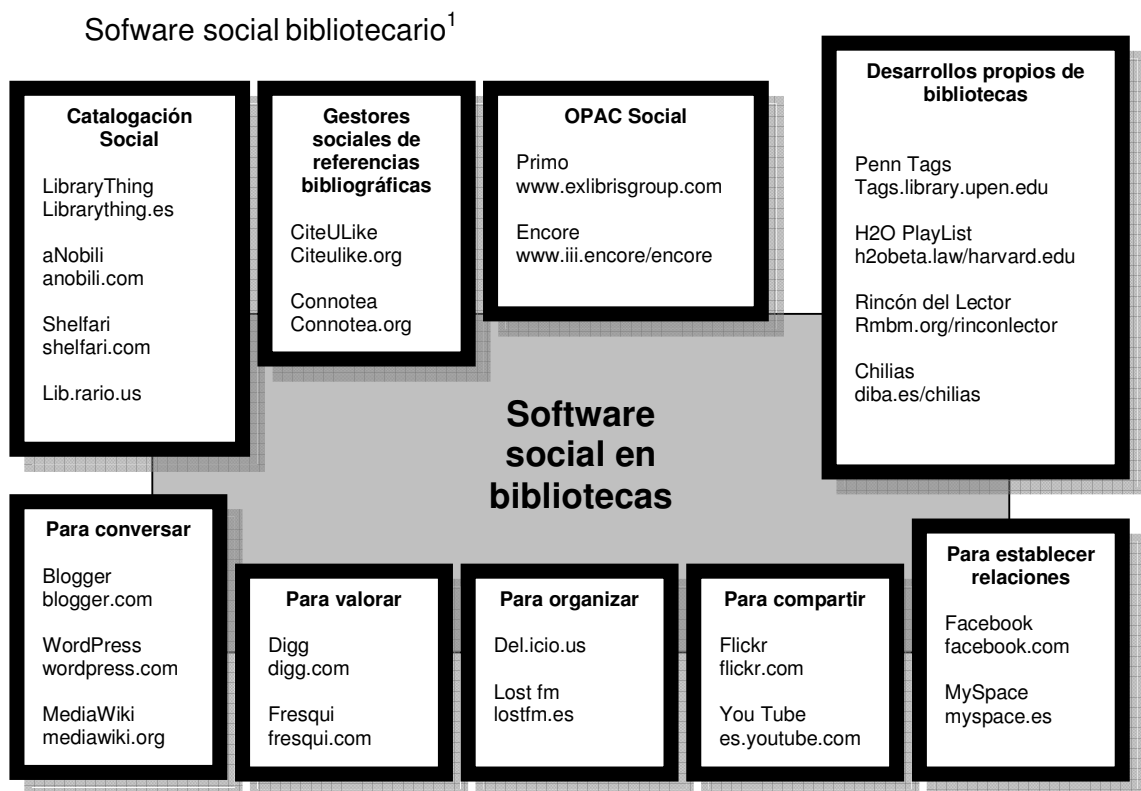 Sofware social bibliotecario1
Catalogación
Social
LibraryThing
Librarything.es
aNobili
anobili.com
Shelfari
shelfari.com
Lib.rario.us
Gestores
sociales de
referencias
bibliográficas
CiteULike
Citeulike.org
Connotea
Connotea.org
OPAC Social
Primo
www.exlibrisgroup.com
Encore
www.iii.encore/encore
Desarrollos propios de
bibliotecas
Penn Tags
Tags.library.upen.edu
H2O PlayList
h2obeta.law/harvard.edu
Rincón del Lector
Rmbm.org/rinconlector
Chilias
diba.es/chilias
Software
social en
bibliotecas
Para conversar
Blogger
blogger.com
WordPress
wordpress.com
MediaWiki
mediawiki.org
Para valorar
Digg
digg.com
Fresqui
fresqui.com
Para organizar
Del.icio.us
Lost fm
lostfm.es
Para compartir
Flickr
flickr.com
You Tube
es.youtube.com
Para establecer
relaciones
Facebook
facebook.com
MySpace
myspace.es